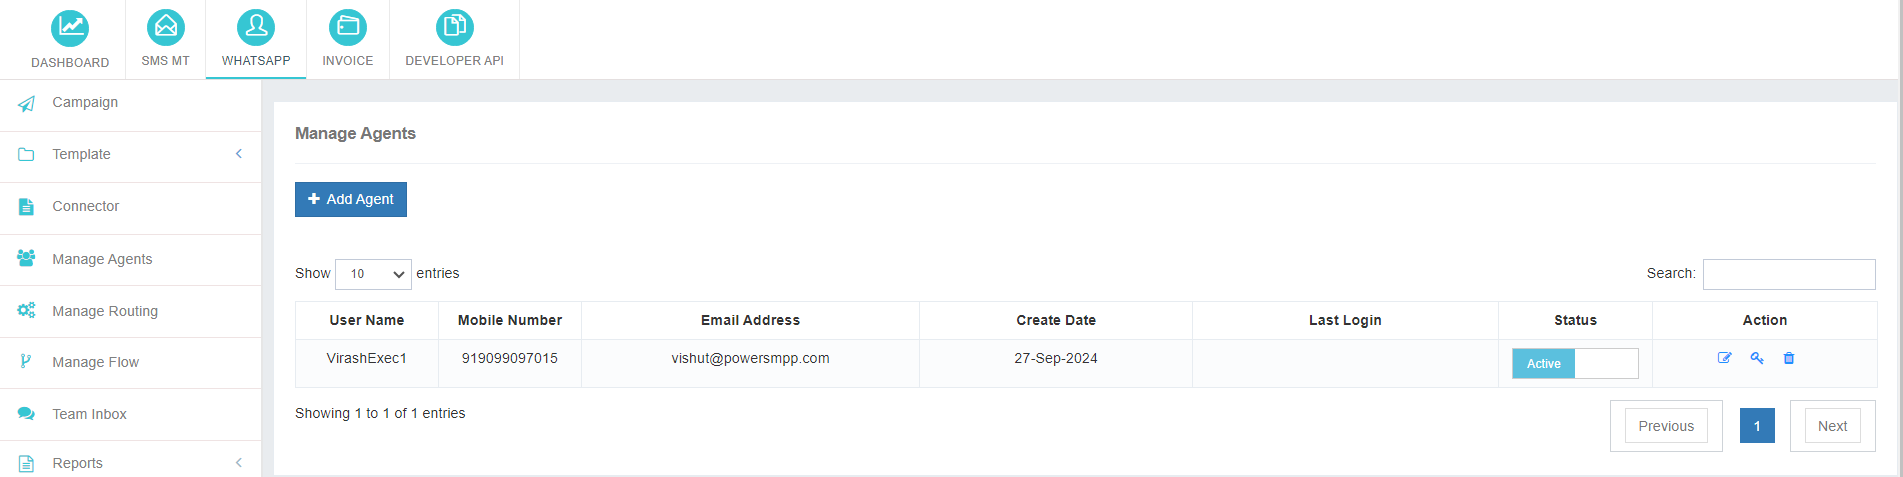 DASHBOARD
SMS MT
WHATSAPP
INVOICE
DEVELOPER API
Campaign
Template
Connector
Manage Agents
Manage Routing
Manage Flow
Team Inbox
Reports
Manage Agents
Add Agent
Show 10 entries
Search:
User Name Mobile Number Email Address Create Date Last Login Status Action
VirashExec1 919099097015 vishut@powersmpp.com 27-Sep-2024 Active
Showing 1 to 1 of 1 entries
Previous 1 Next